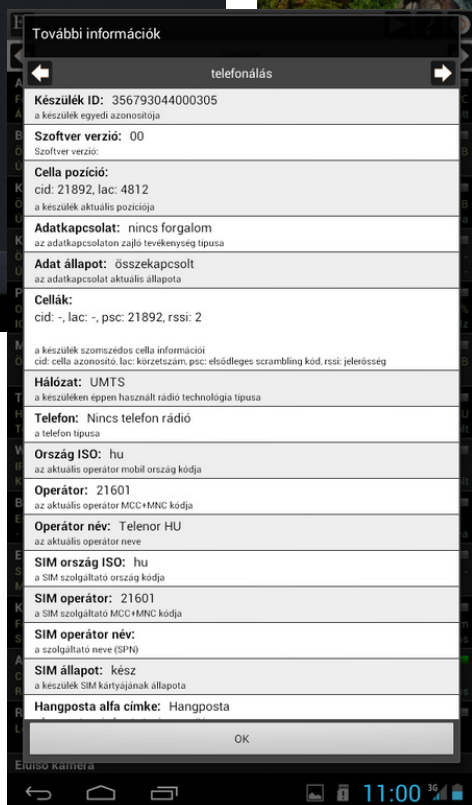 További információk
telefonálás
Készülék ID: 356793044000305
a készülék egyedi azonosítója
Szoftver verzió: 00
Szoftver verzió:
Cella pozíció:
cid: 21892, lac: 4812
a készülék aktuális pozíciója
Adatkapcsolat: nincs forgalom
az adatkapcsolaton zajló tevékenység típusa
Adat állapot: összekapcsolt
az adatkapcsolat aktuális állapota
Cellák:
cid: -, lac: -, psc: 21892, rssi: 2
a készülék szomszédos cella információi
cid: cella azonosító, lac: körzetszám, psc: elsődleges scrambling kód, rssi: jelerősség
Hálózat: UMTS
a készüléken éppen használt rádió technológia típusa
Telefon: Nincs telefon rádió
a telefon típusa
Ország ISO: hu
az aktuális operátor mobil ország kódja
Operátor: 21601
az aktuális operátor MCC+MNC kódja
Operátor név: Telenor HU
az aktuális operátor neve
SIM ország ISO: hu
a SIM szolgáltató ország kódja
SIM operátor: 21601
a SIM szolgáltató MCC+MNC kódja
SIM operátor név:
a szolgáltató neve (SPN)
SIM állapot: kész
a készülék SIM kártyájának állapota
Hangposta alfa címke: Hangposta
OK
Elülső kamera
11:00 3G